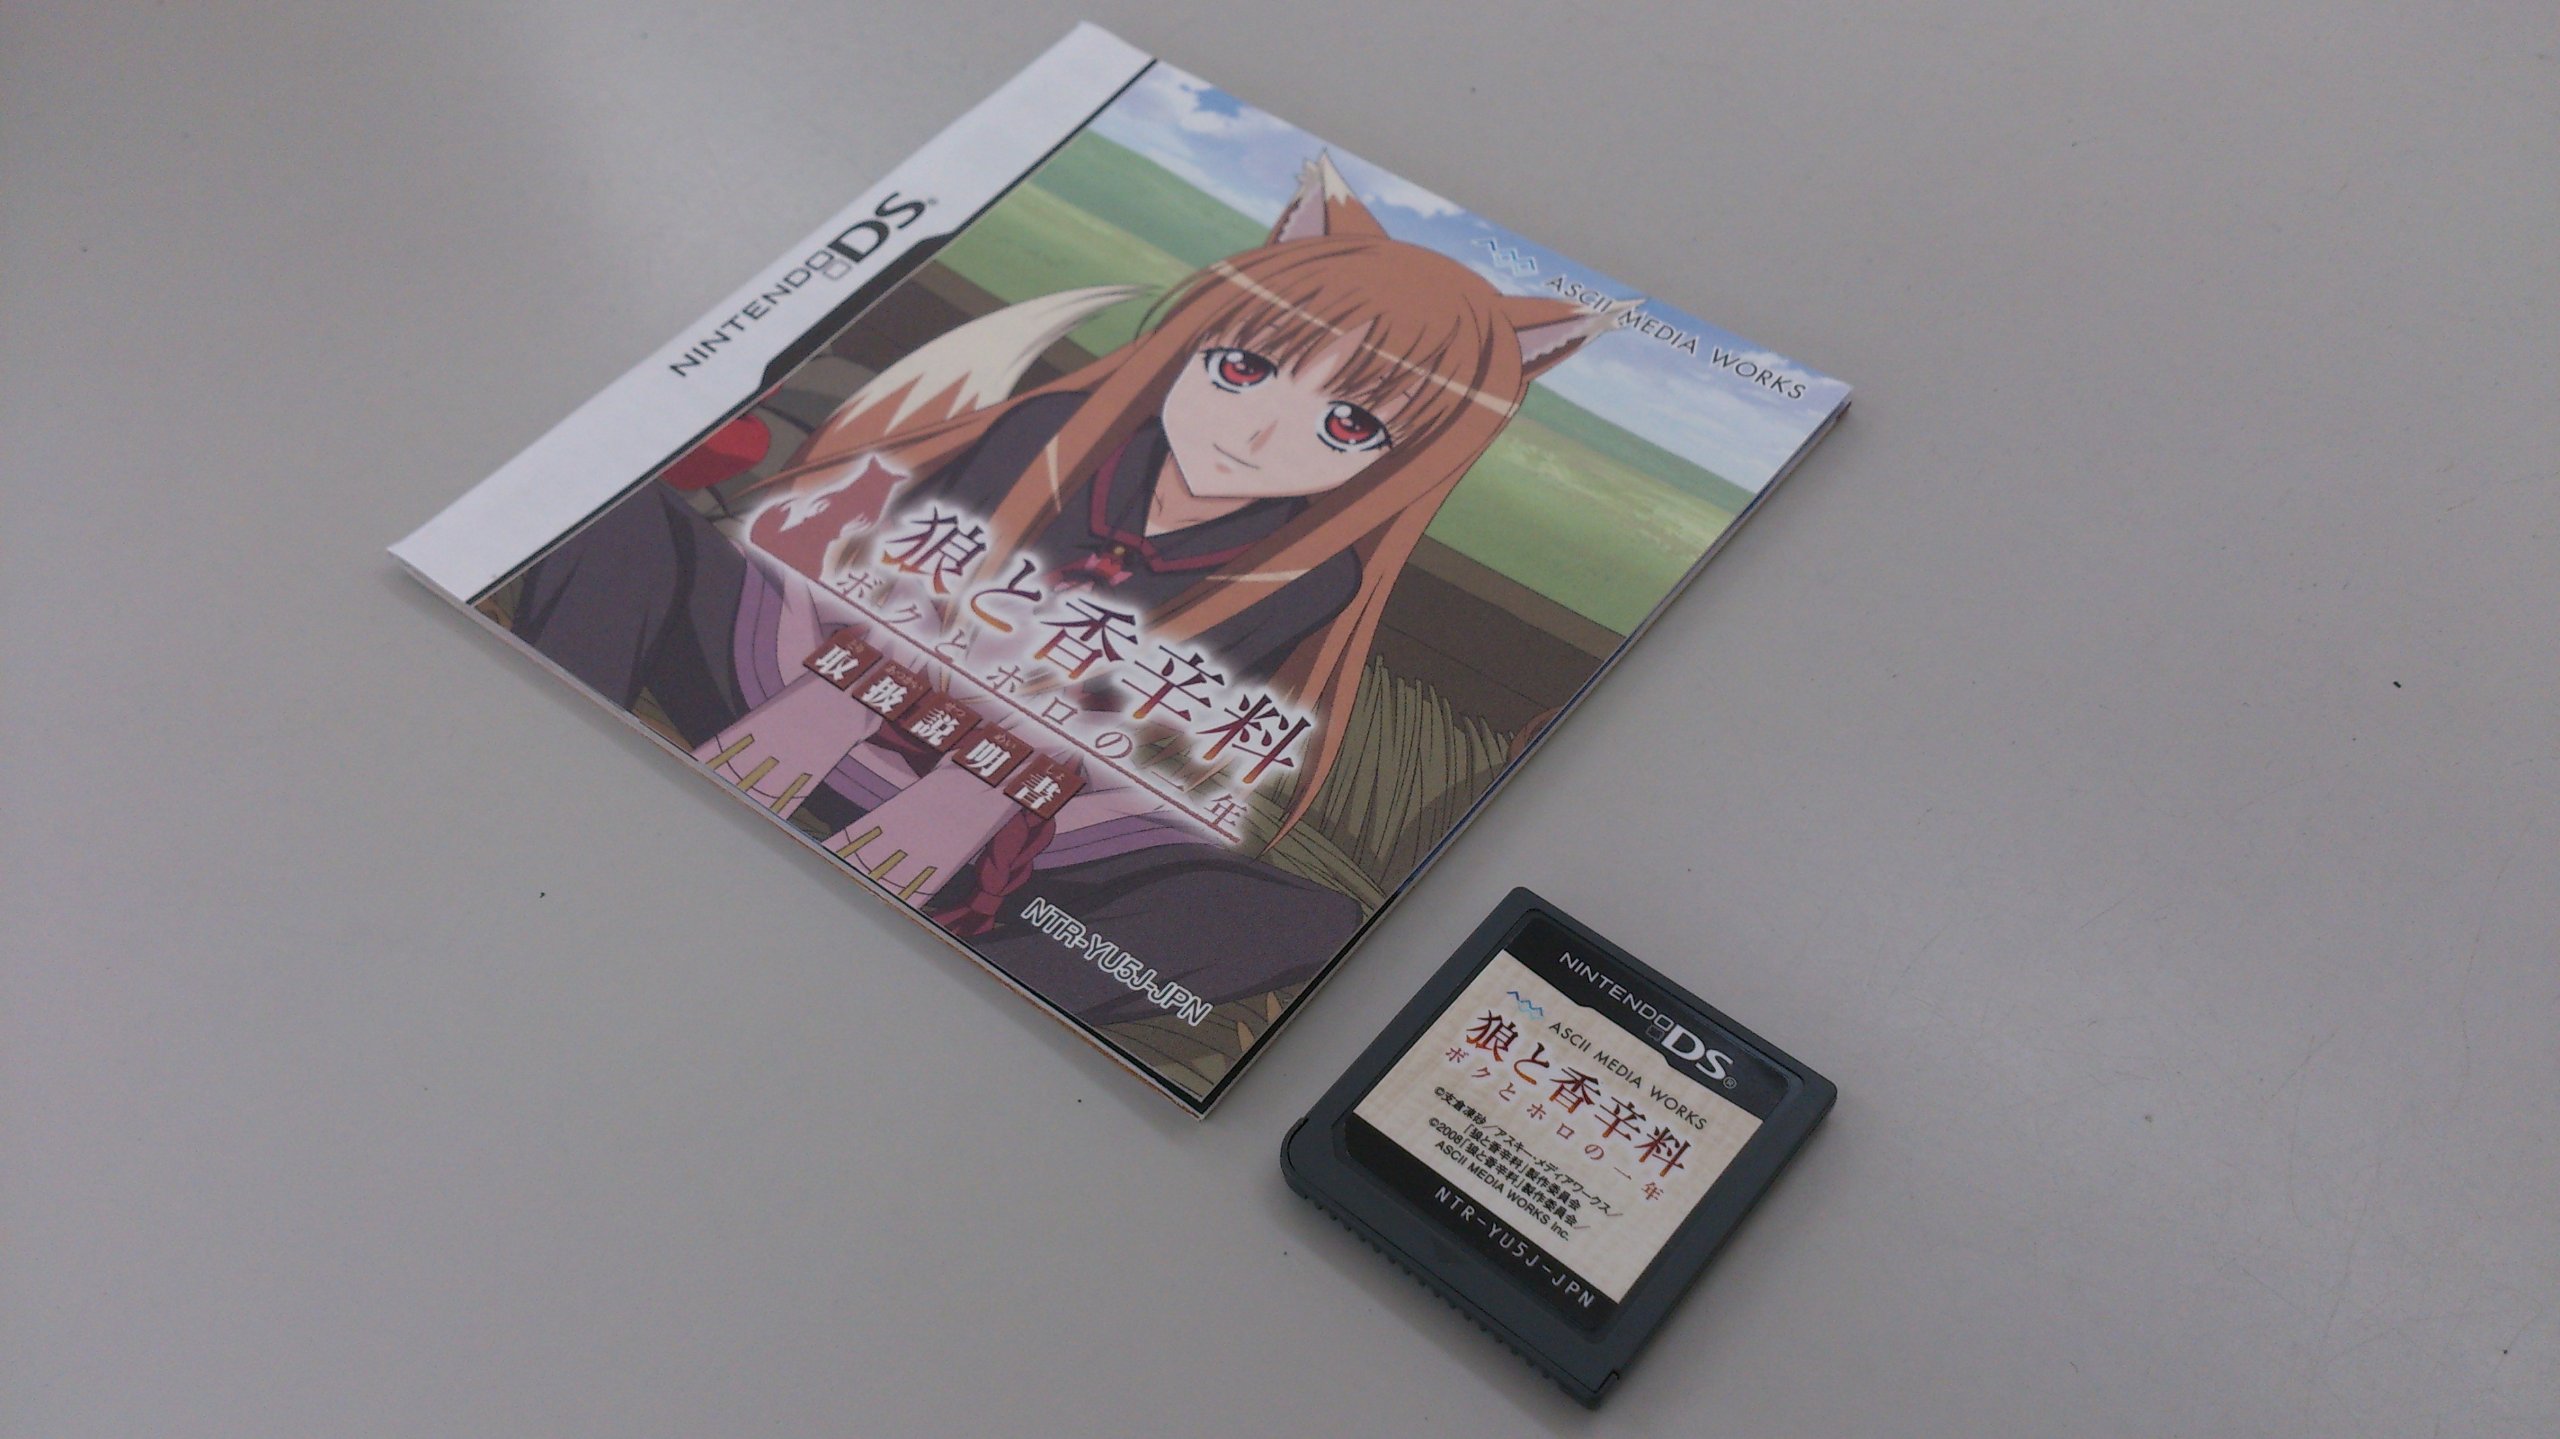 NINTENDO DS
ASCII MEDIA WORKS
狼と香辛料
ボクとホロの一年
取扱説明書
NTR-YU5J-JPN
NINTENDO DS®
ASCII MEDIA WORKS
狼と香辛料
ボクとホロの一年
©支倉凍砂/アスキー・メディアワークス/
「狼と香辛料」製作委員会
©2008「狼と香辛料」製作委員会/
ASCII MEDIA WORKS Inc.
NTR-YU5J-JPN